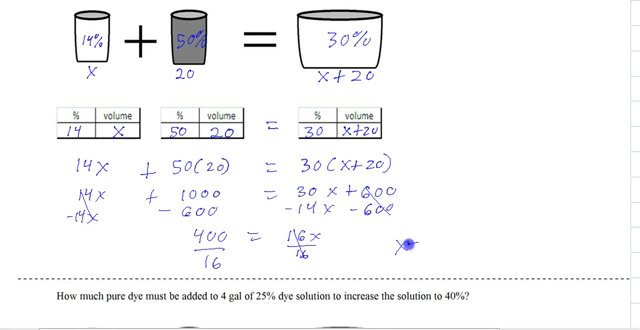 14% + 50% = 30%
x 20 x+20
% volume % volume % volume
14 x 50 20 = 30 x+20
14x + 50(20) = 30(x+20)
14x + 1000 = 30x + 600
-14x - 600 -14x - 600
400 = 16x x=
16 16
How much pure dye must be added to 4 gal of 25% dye solution to increase the solution to 40%?